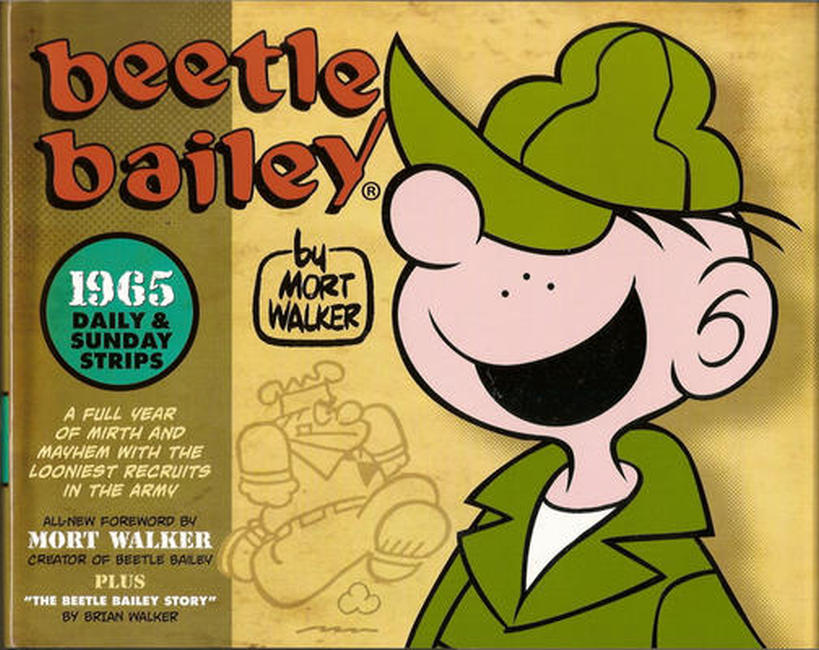 beetle
bailey®
by
MORT
WALKER
1965
DAILY &
SUNDAY
STRIPS
A FULL YEAR
OF MIRTH AND
MAYHEM WITH THE
LOONIEST RECRUITS
IN THE ARMY
ALL-NEW FOREWORD BY
MORT WALKER
CREATOR OF BEETLE BAILEY
PLUS
"THE BEETLE BAILEY STORY"
BY BRIAN WALKER